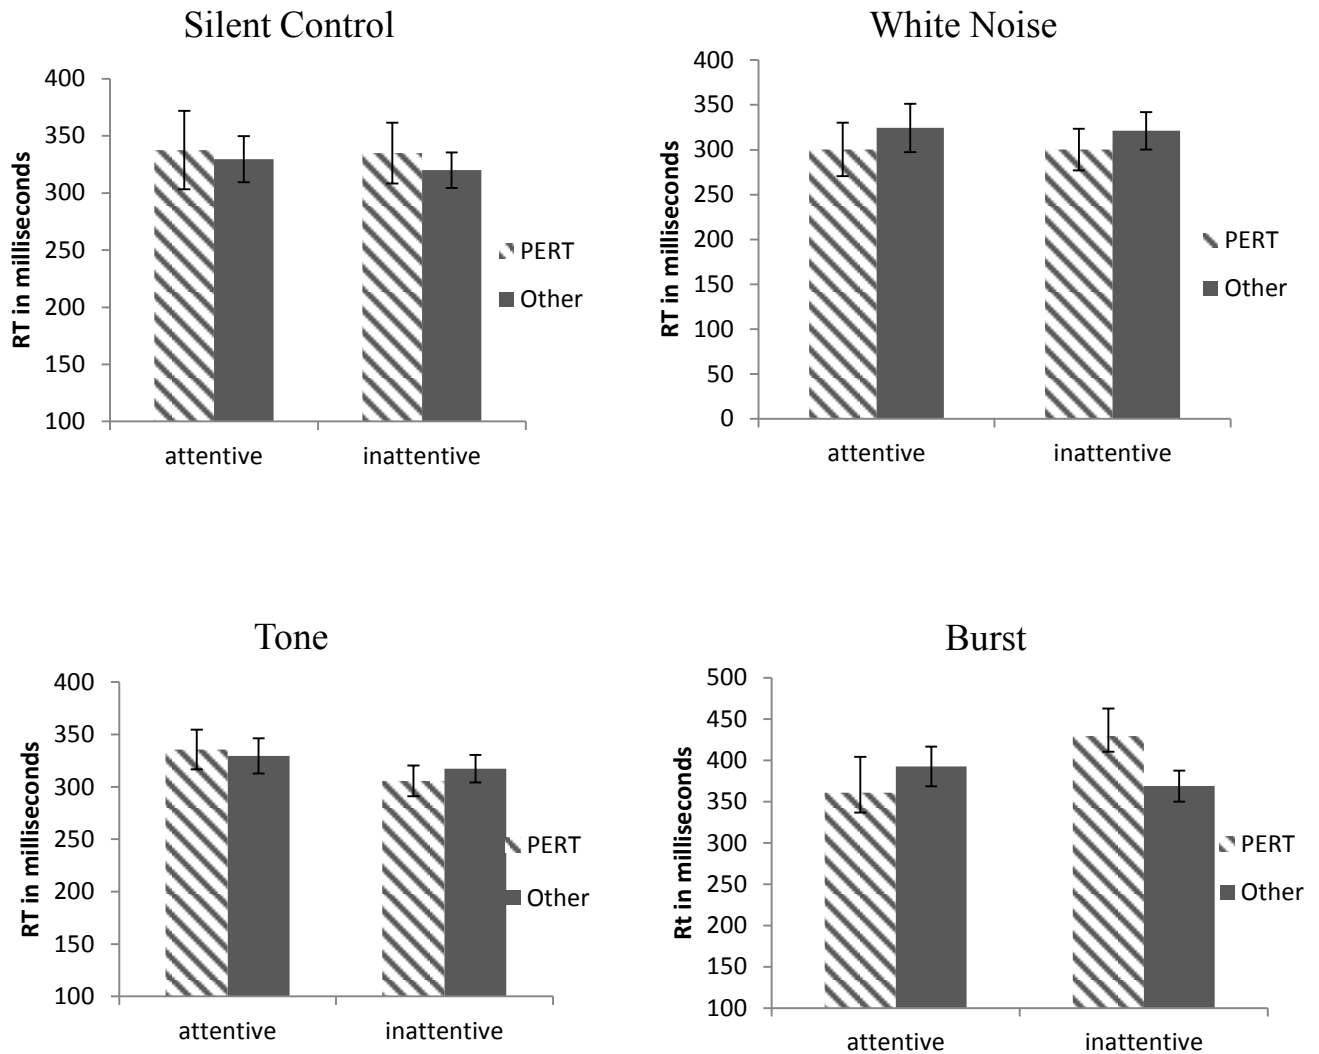 Silent Control
400
350
300
250
200
150
100
RT in milliseconds
attentive
inattentive
PERT
Other
White Noise
400
350
300
250
200
150
100
50
0
RT in milliseconds
attentive
inattentive
PERT
Other
Tone
400
350
300
250
200
150
100
RT in milliseconds
attentive
inattentive
PERT
Other
Burst
500
450
400
350
300
250
200
150
100
Rt in milliseconds
attentive
inattentive
PERT
Other